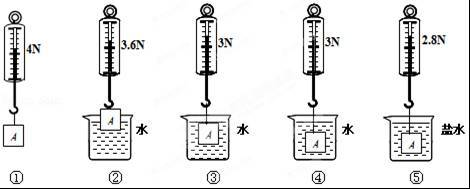 4N 3.6N 3N 3N 2.8N
A A A A A
水 水 水 盐水
① ② ③ ④ ⑤